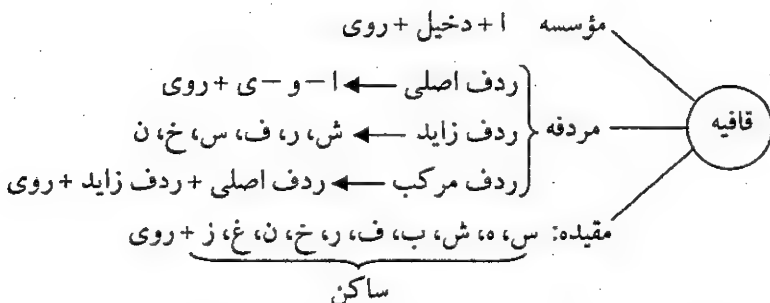 مؤسسه ا + دخیل + روی
ردف اصلی ← ا – و – ی + روی
قافیه
مردفه
ردف زاید ← ش، ر، ف، س، خ، ن
ردف مرکب ← ردف اصلی + ردف زاید + روی
مقیده: س، ه، ش، ب، ف، ر، خ، ن، غ، ز + روی
ساکن